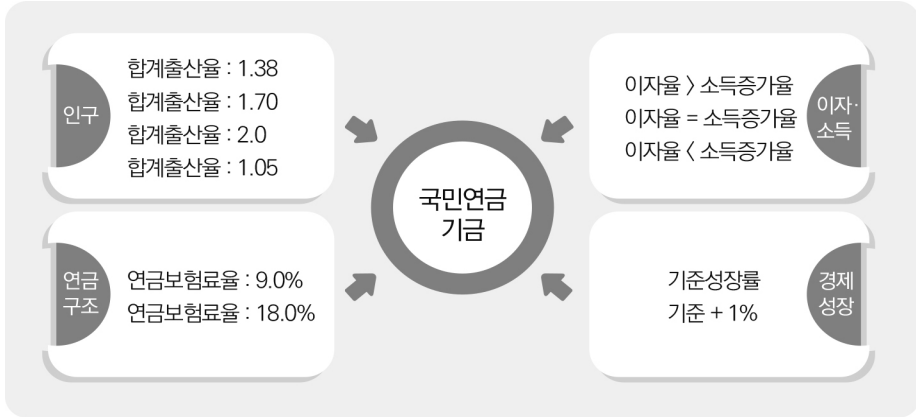 인구
합계출산율 : 1.38
합계출산율 : 1.70
합계출산율 : 2.0
합계출산율 : 1.05
이자율 > 소득증가율
이자율 = 소득증가율
이자율 < 소득증가율
이자·
소득
국민연금
기금
연금
구조
연금보험료율 : 9.0%
연금보험료율 : 18.0%
기준성장률
기준 + 1%
경제
성장